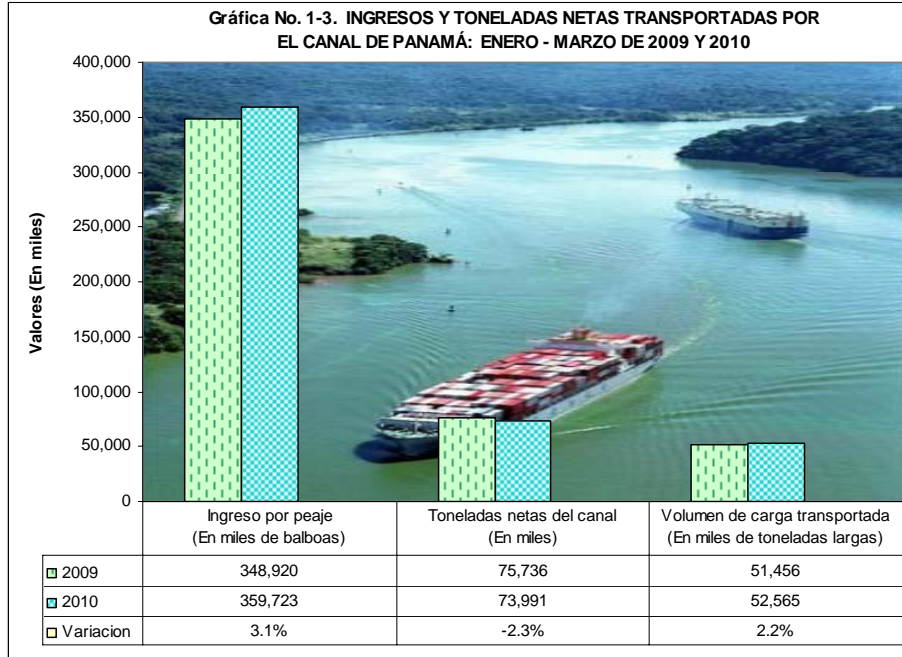 Gráfica No. 1-3. INGRESOS Y TONELADAS NETAS TRANSPORTADAS POR
EL CANAL DE PANAMÁ: ENERO - MARZO DE 2009 Y 2010
Valores (En miles)
400,000
350,000
300,000
250,000
200,000
150,000
100,000
50,000
0
Ingreso por peaje
(En miles de balboas)
Toneladas netas del canal
(En miles)
Volumen de carga transportada
(En miles de toneladas largas)
2009 348,920 75,736 51,456
2010 359,723 73,991 52,565
Variacion 3.1% -2.3% 2.2%